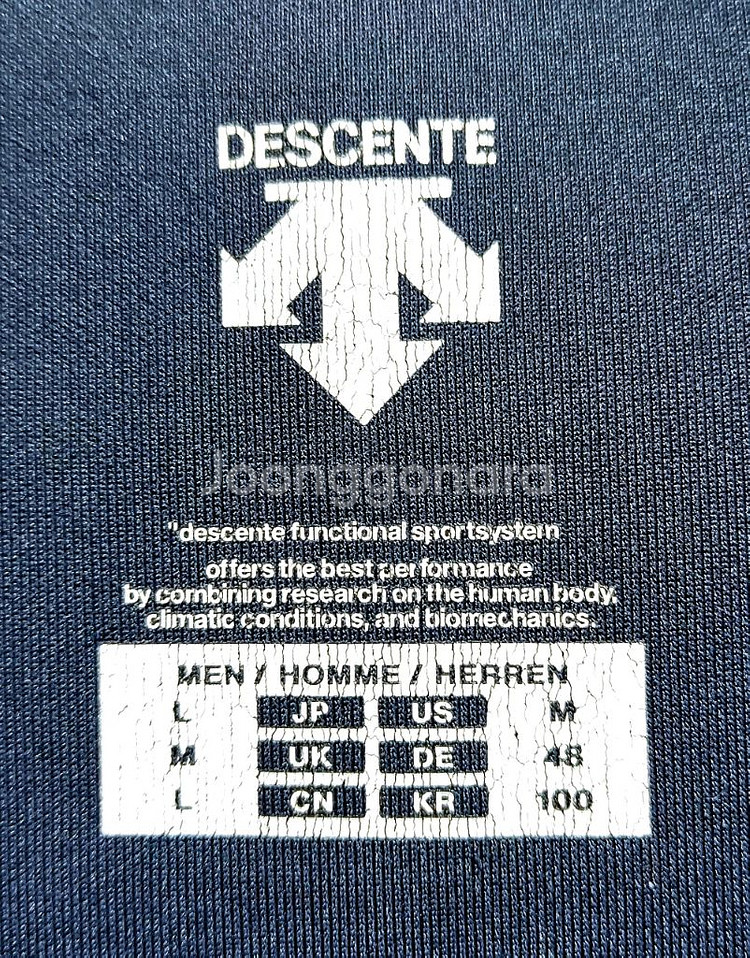 DESCENTE
Joonggonara
"descente functional sportsystem
offers the best performance
by combining research on the human body,
climatic conditions, and biomechanics.
MEN / HOMME / HERREN
L JP US M
M UK DE 48
L CN KR 100